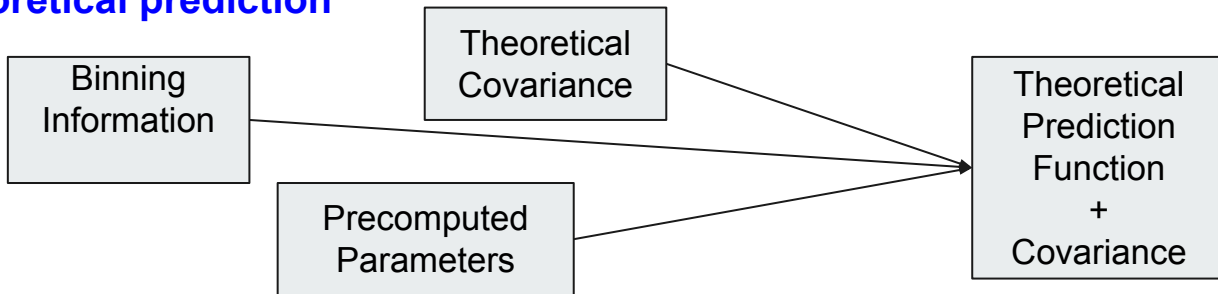 oretical prediction
Binning
Information
Theoretical
Covariance
Precomputed
Parameters
Theoretical
Prediction
Function
+
Covariance